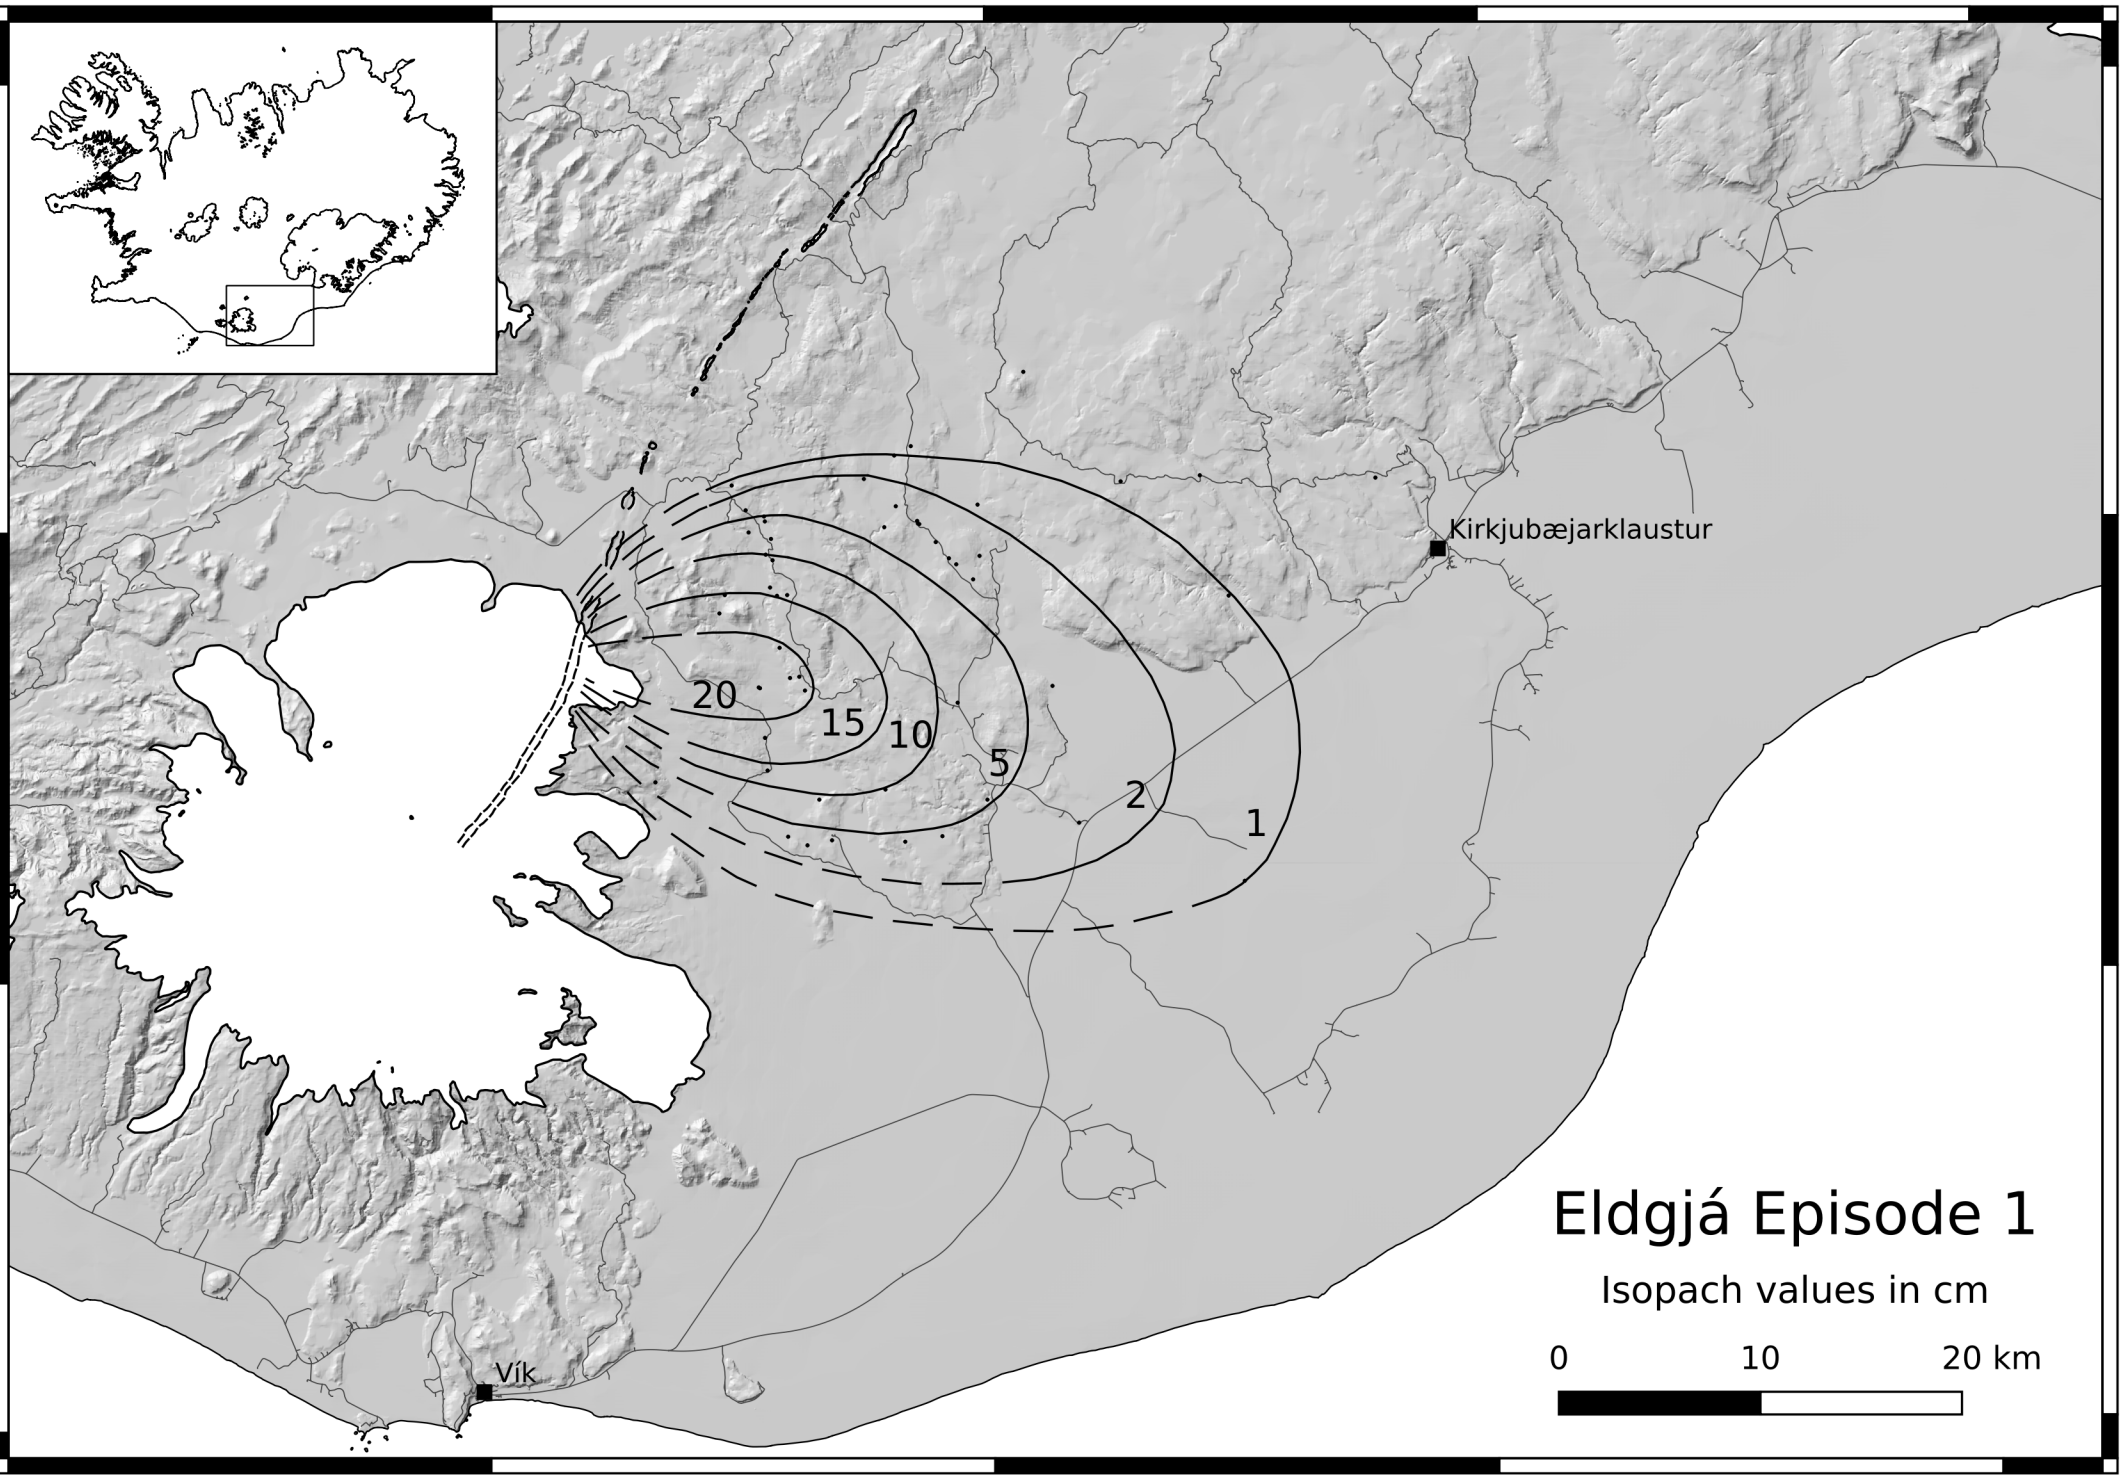 Kirkjubæjarklaustur
20
15
10
5
2
1
Eldgjá Episode 1
Isopach values in cm
0 10 20 km
Vík